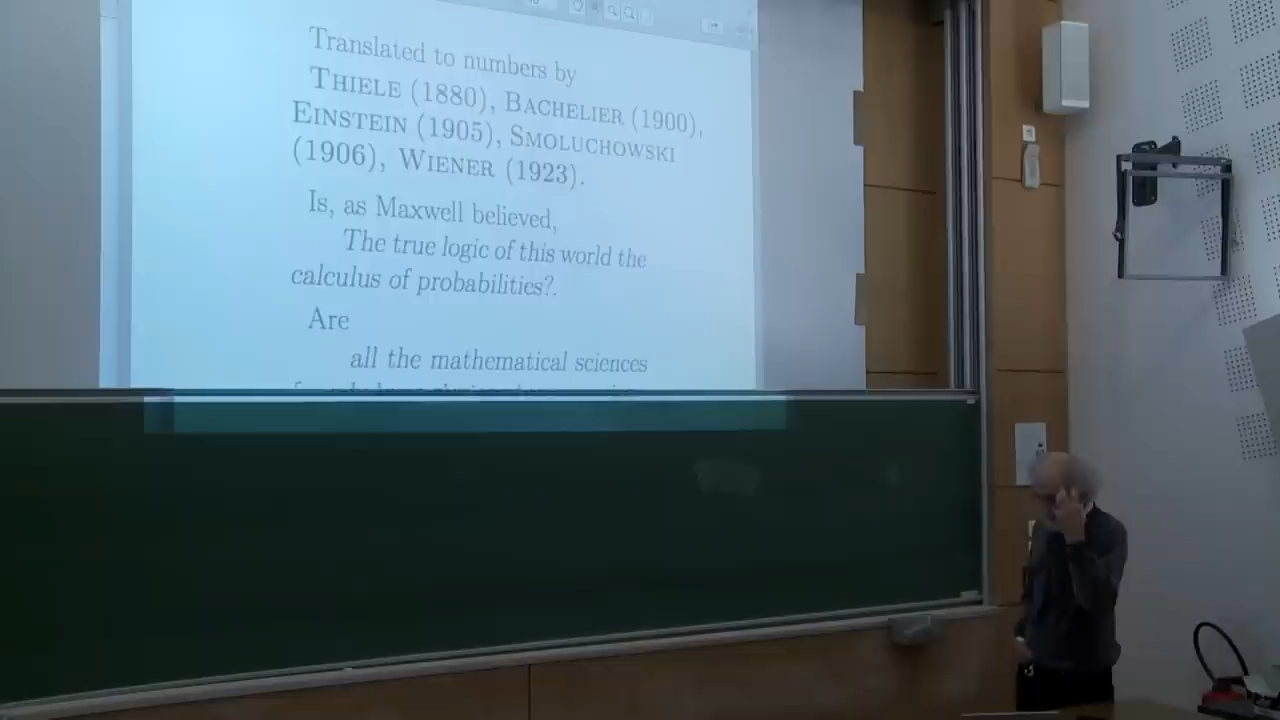 Translated to numbers by
THIELE (1880), BACHELIER (1900),
EINSTEIN (1905), SMOLUCHOWSKI
(1906), WIENER (1923).
Is, as Maxwell believed,
The true logic of this world the
calculus of probabilities?.
Are
all the mathematical sciences